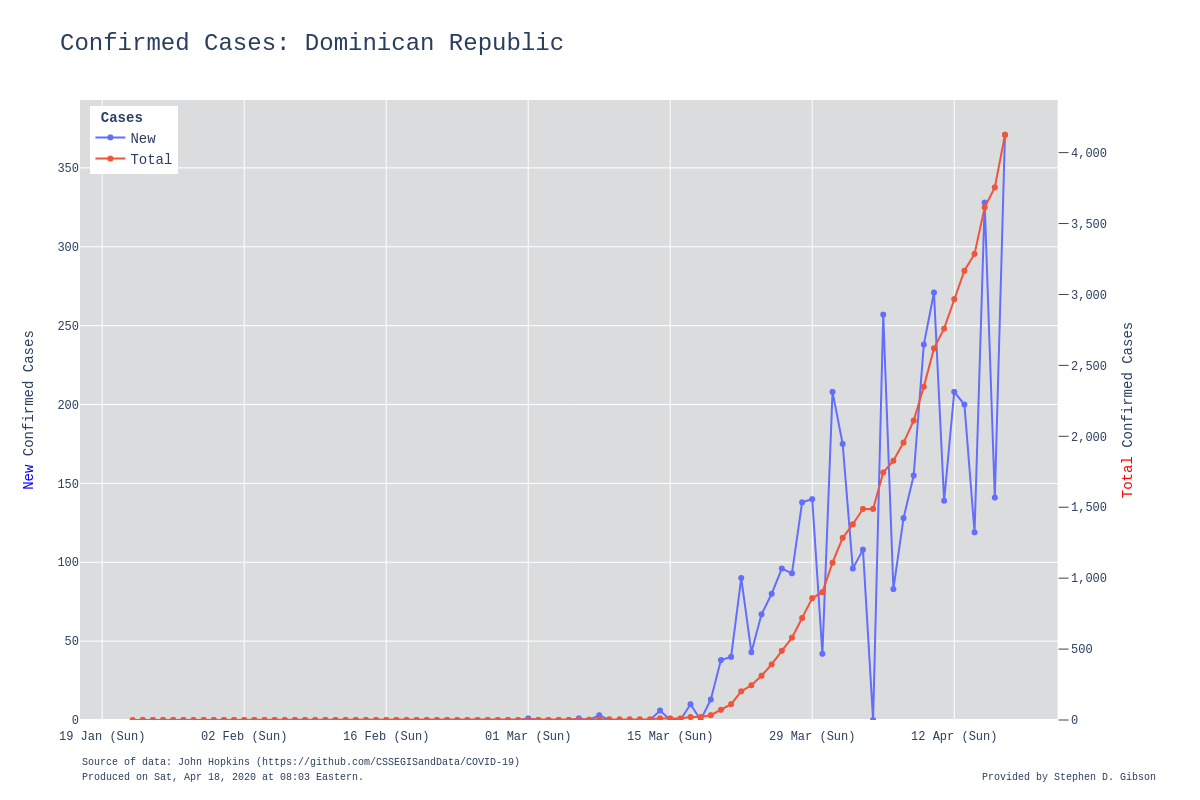 Confirmed Cases: Dominican Republic
Cases
New
Total
350
300
250
200
150
100
50
0
New Confirmed Cases
4,000
3,500
3,000
2,500
2,000
1,500
1,000
500
0
Total Confirmed Cases
19 Jan (Sun) 02 Feb (Sun) 16 Feb (Sun) 01 Mar (Sun) 15 Mar (Sun) 29 Mar (Sun) 12 Apr (Sun)
Source of data: John Hopkins (https://github.com/CSSEGISandData/COVID-19)
Produced on Sat, Apr 18, 2020 at 08:03 Eastern.
Provided by Stephen D. Gibson